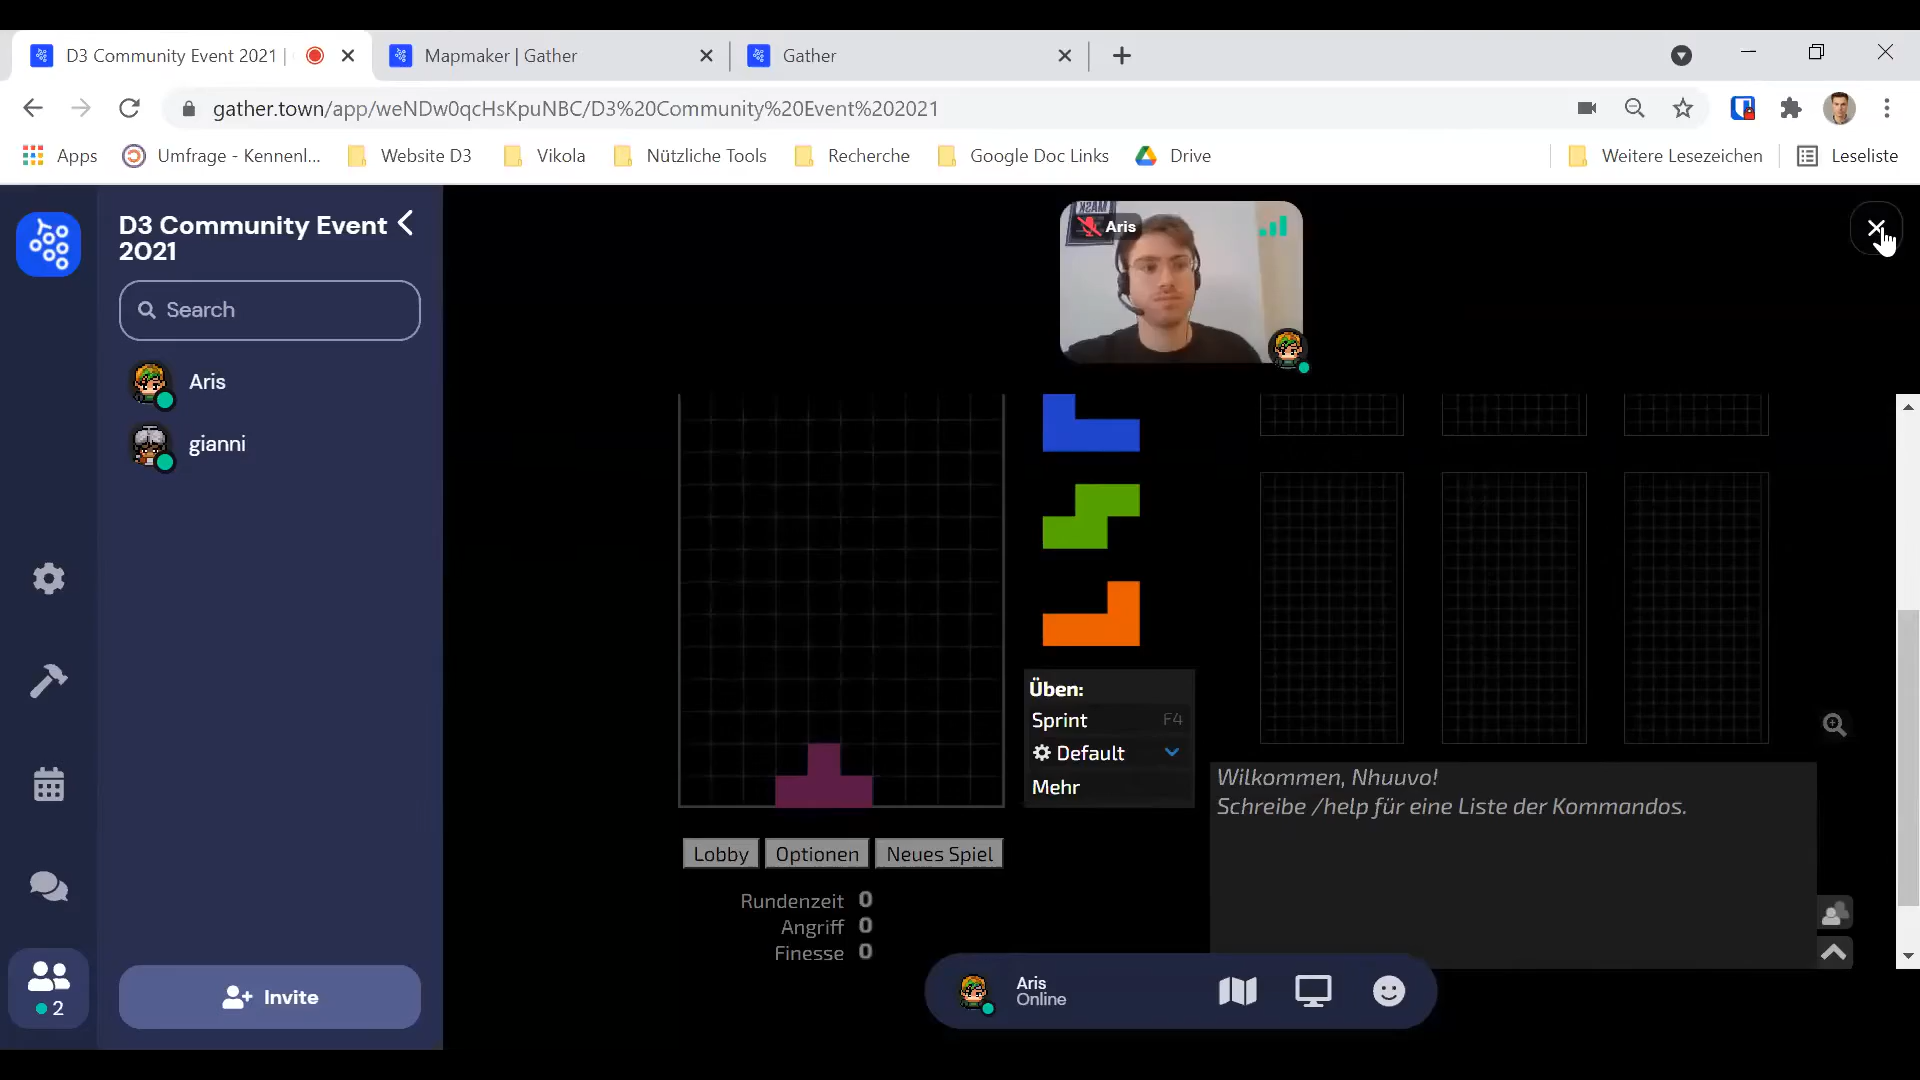 D3 Community Event 2021 |
Mapmaker | Gather
Gather
gather.town/app/weNDw0qcHsKpuNBC/D3%20Community%20Event%202021
Apps
Umfrage - Kennenl...
Website D3
Vikola
Nützliche Tools
Recherche
Google Doc Links
Drive
Weitere Lesezeichen
Leseliste
D3 Community Event
2021
Search
Aris
gianni
2
Invite
MASK
Aris
Üben:
Sprint F4
Default
Mehr
Lobby
Optionen
Neues Spiel
Rundenzeit 0
Angriff 0
Finesse 0
Wilkommen, Nhuuvo!
Schreibe /help für eine Liste der Kommandos.
Aris
Online